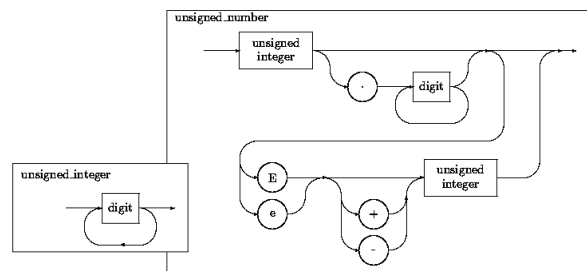 unsigned_number
unsigned
integer
.
digit
unsigned_integer
digit
E
e
+
-
unsigned
integer